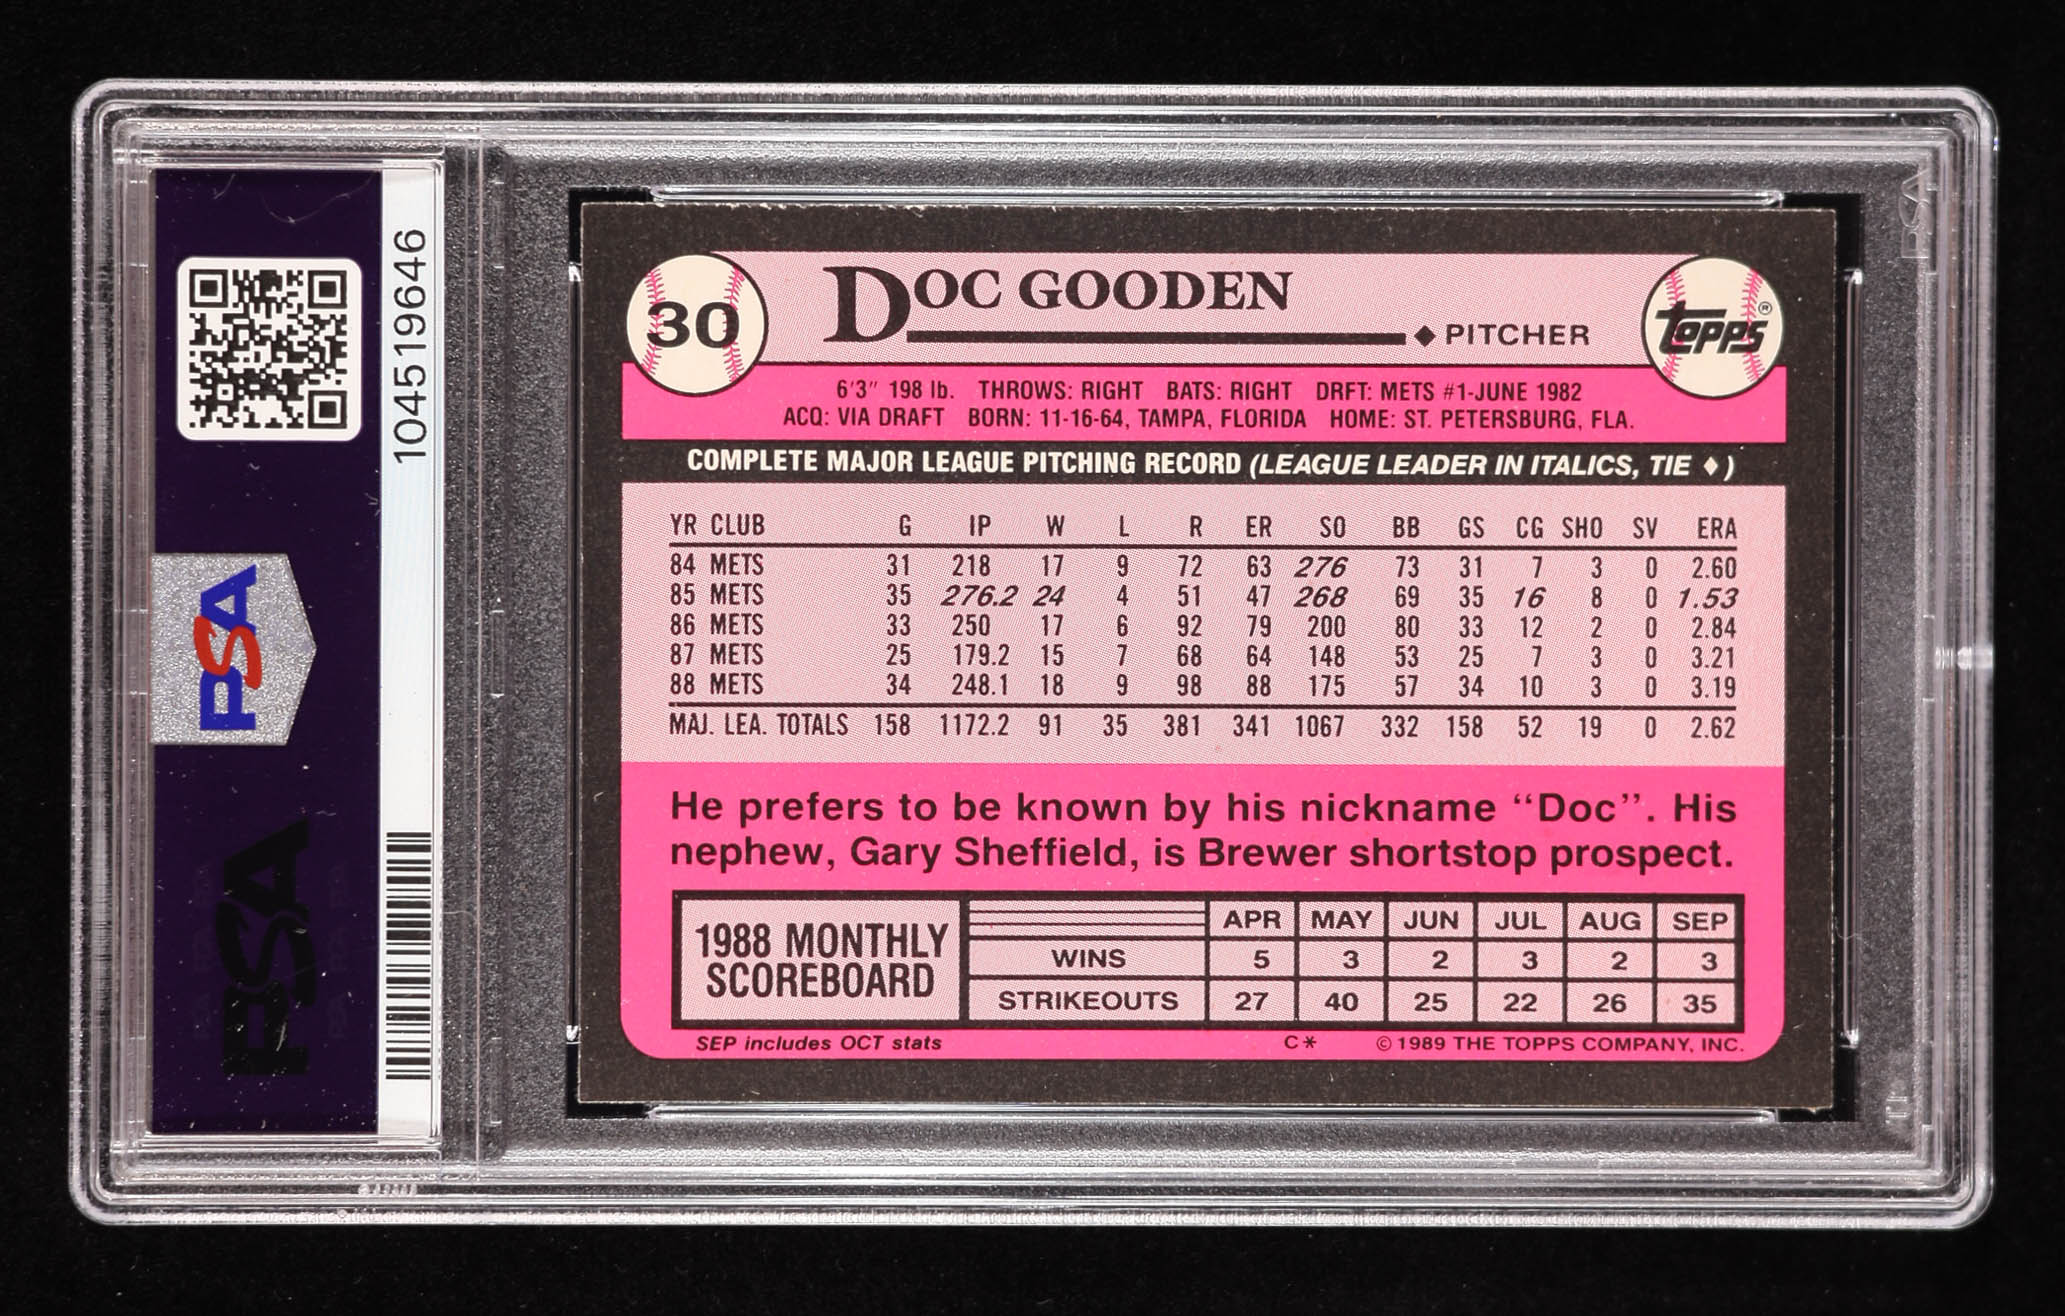 104519646
PSA
PSA
30
DOC GOODEN
◆ PITCHER
TOPPS®
6'3" 198 lb. THROWS: RIGHT BATS: RIGHT DRFT: METS #1-JUNE 1982
ACQ: VIA DRAFT BORN: 11-16-64, TAMPA, FLORIDA HOME: ST. PETERSBURG, FLA.
COMPLETE MAJOR LEAGUE PITCHING RECORD (LEAGUE LEADER IN ITALICS, TIE ♦)
YR CLUB G IP W L R ER SO BB GS CG SHO SV ERA
84 METS 31 218 17 9 72 63 276 73 31 7 3 0 2.60
85 METS 35 276.2 24 4 51 47 268 69 35 16 8 0 1.53
86 METS 33 250 17 6 92 79 200 80 33 12 2 0 2.84
87 METS 25 179.2 15 7 68 64 148 53 25 7 3 0 3.21
88 METS 34 248.1 18 9 98 88 175 57 34 10 3 0 3.19
MAJ. LEA. TOTALS 158 1172.2 91 35 381 341 1067 332 158 52 19 0 2.62
He prefers to be known by his nickname "Doc". His
nephew, Gary Sheffield, is Brewer shortstop prospect.
1988 MONTHLY
SCOREBOARD
APR MAY JUN JUL AUG SEP
WINS 5 3 2 3 2 3
STRIKEOUTS 27 40 25 22 26 35
SEP includes OCT stats C* © 1989 THE TOPPS COMPANY, INC.
PSA